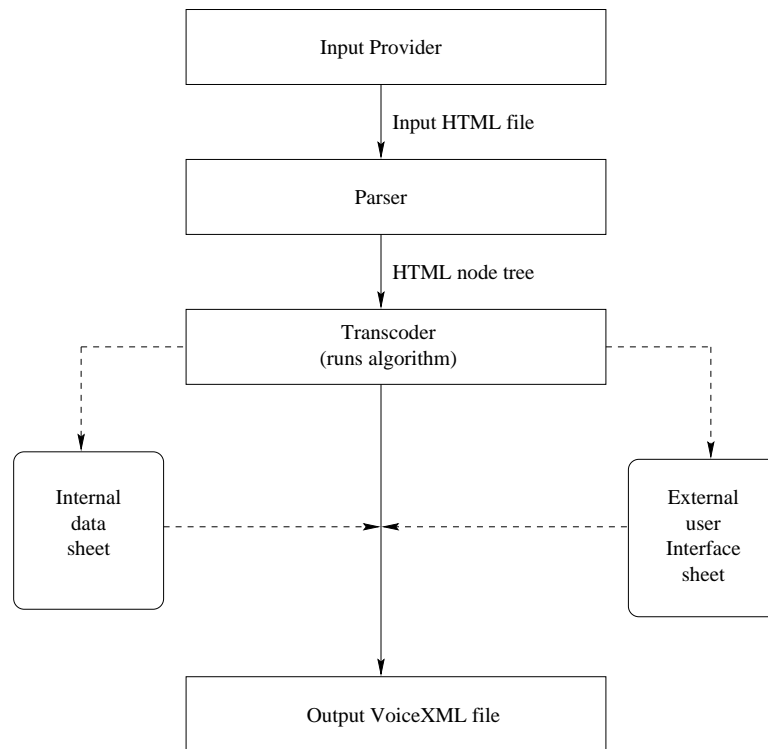 Input Provider
Input HTML file
Parser
HTML node tree
Transcoder
(runs algorithm)
Internal
data
sheet
External
user
Interface
sheet
Output VoiceXML file